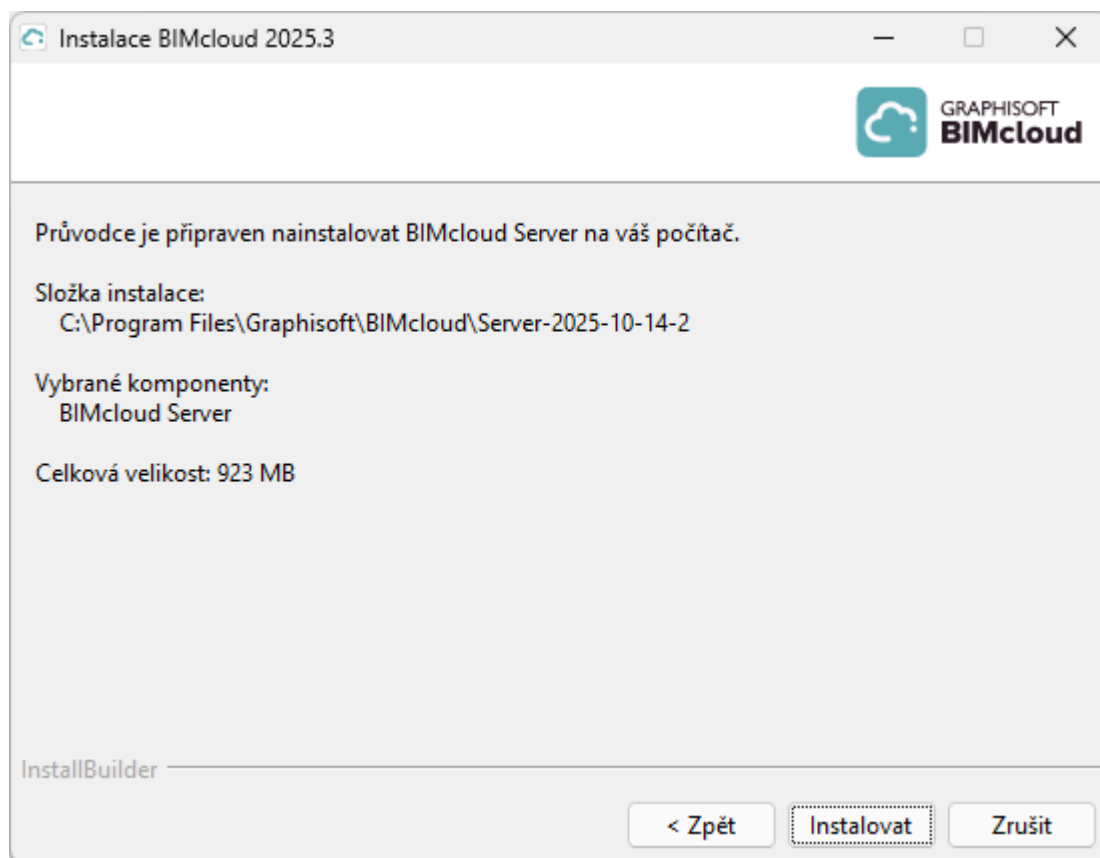 Instalace BIMcloud 2025.3
GRAPHISOFT
BIMcloud
Průvodce je připraven nainstalovat BIMcloud Server na váš počítač.
Složka instalace:
C:\Program Files\Graphisoft\BIMcloud\Server-2025-10-14-2
Vybrané komponenty:
BIMcloud Server
Celková velikost: 923 MB
InstallBuilder
< Zpět
Instalovat
Zrušit